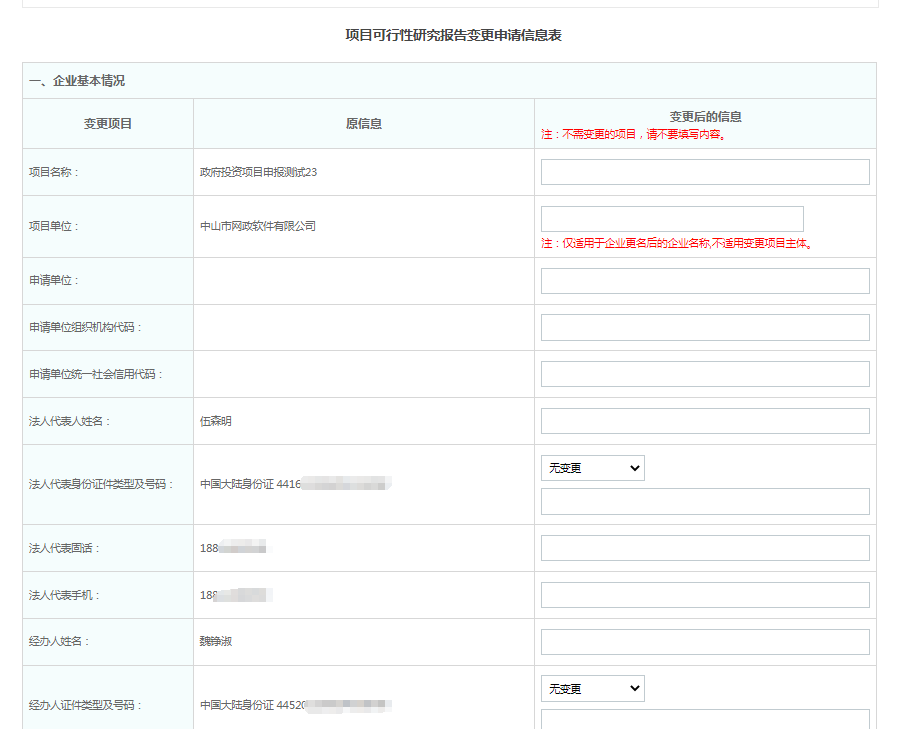 项目可行性研究报告变更申请信息表
一、企业基本情况
变更项目 原信息 变更后的信息
注：不需变更的项目，请不要填写内容。
项目名称： 政府投资项目申报测试23
项目单位： 中山市网政软件有限公司
注：仅适用于企业更名后的企业名称,不适用变更项目主体。
申请单位：
申请单位组织机构代码：
申请单位统一社会信用代码：
法人代表人姓名： 伍森明
无变更
法人代表身份证件类型及号码： 中国大陆身份证 4416
法人代表固话： 188
法人代表手机： 188
经办人姓名： 魏铮淑
无变更
经办人证件类型及号码： 中国大陆身份证 44520